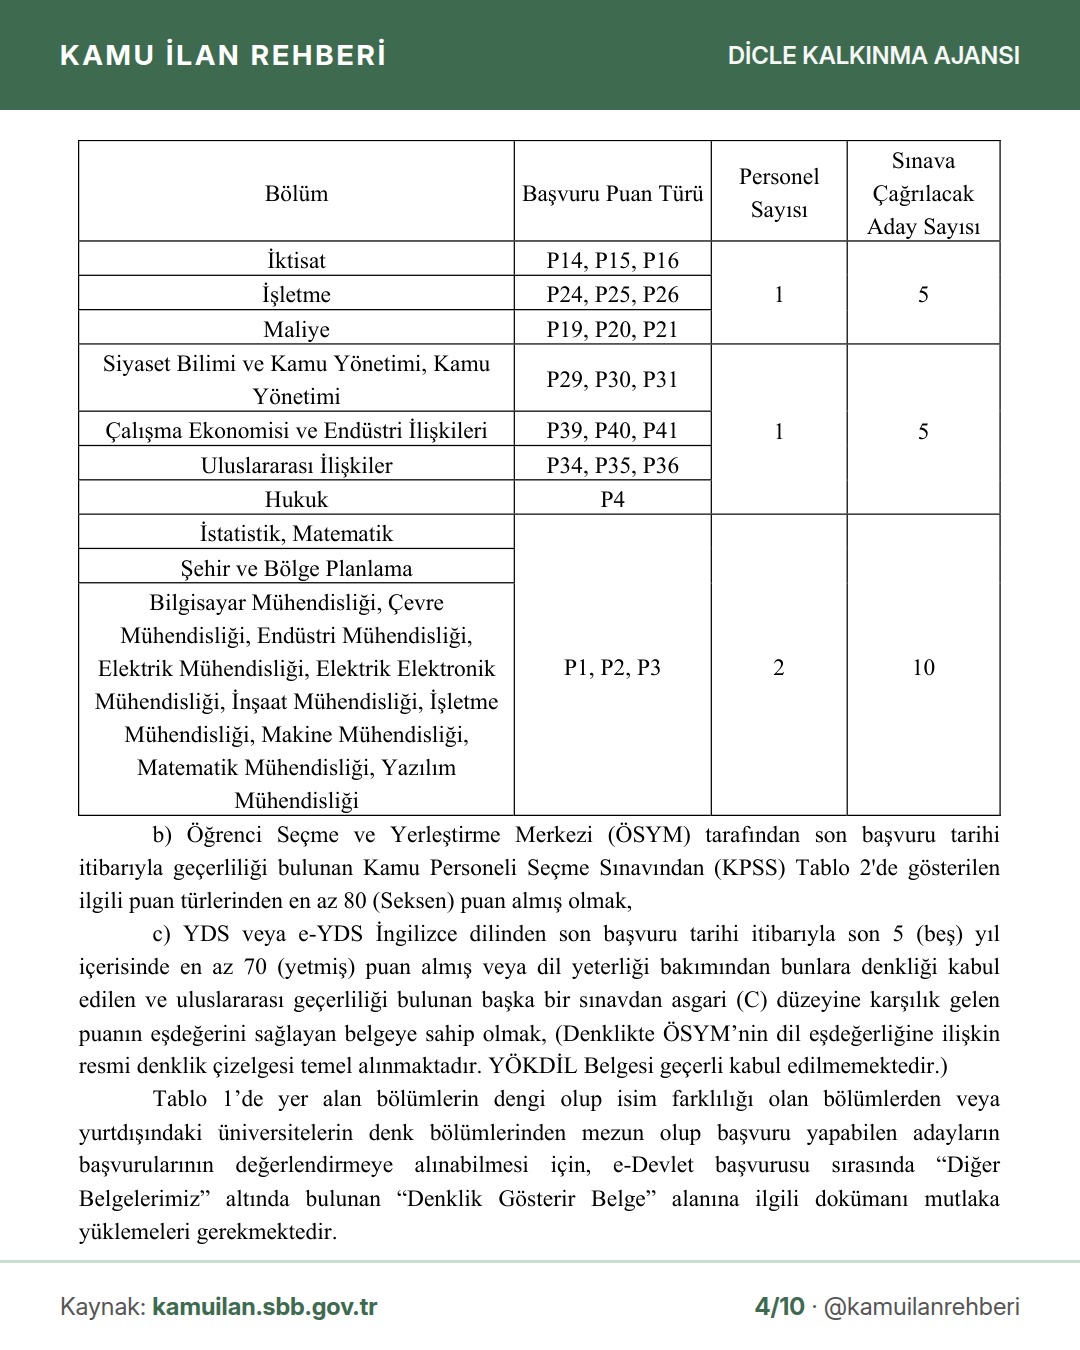 KAMU İLAN REHBERİ
DİCLE KALKINMA AJANSI
Bölüm
Başvuru Puan Türü
Personel
Sayısı
Sınava
Çağrılacak
Aday Sayısı
İktisat
P14, P15, P16
İşletme
P24, P25, P26
1
5
Maliye
P19, P20, P21
Siyaset Bilimi ve Kamu Yönetimi, Kamu
Yönetimi
P29, P30, P31
Çalışma Ekonomisi ve Endüstri İlişkileri
P39, P40, P41
1
5
Uluslararası İlişkiler
P34, P35, P36
Hukuk
P4
İstatistik, Matematik
Şehir ve Bölge Planlama
Bilgisayar Mühendisliği, Çevre
Mühendisliği, Endüstri Mühendisliği,
Elektrik Mühendisliği, Elektrik Elektronik
Mühendisliği, İnşaat Mühendisliği, İşletme
Mühendisliği, Makine Mühendisliği,
Matematik Mühendisliği, Yazılım
Mühendisliği
P1, P2, P3
2
10
b) Öğrenci Seçme ve Yerleştirme Merkezi (ÖSYM) tarafından son başvuru tarihi
itibarıyla geçerliliği bulunan Kamu Personeli Seçme Sınavından (KPSS) Tablo 2'de gösterilen
ilgili puan türlerinden en az 80 (Seksen) puan almış olmak,
c) YDS veya e-YDS İngilizce dilinden son başvuru tarihi itibarıyla son 5 (beş) yıl
içerisinde en az 70 (yetmiş) puan almış veya dil yeterliği bakımından bunlara denkliği kabul
edilen ve uluslararası geçerliliği bulunan başka bir sınavdan asgari (C) düzeyine karşılık gelen
puanın eşdeğerini sağlayan belgeye sahip olmak, (Denklikte ÖSYM’nin dil eşdeğerliğine ilişkin
resmi denklik çizelgesi temel alınmaktadır. YÖKDİL Belgesi geçerli kabul edilmemektedir.)
Tablo 1’de yer alan bölümlerin dengi olup isim farklılığı olan bölümlerden veya
yurtdışındaki üniversitelerin denk bölümlerinden mezun olup başvuru yapabilen adayların
başvurularının değerlendirmeye alınabilmesi için, e-Devlet başvurusu sırasında “Diğer
Belgelerimiz” altında bulunan “Denklik Gösterir Belge” alanına ilgili dokümanı mutlaka
yüklemeleri gerekmektedir.
Kaynak: kamuilan.sbb.gov.tr
4/10 · @kamuilanrehberi